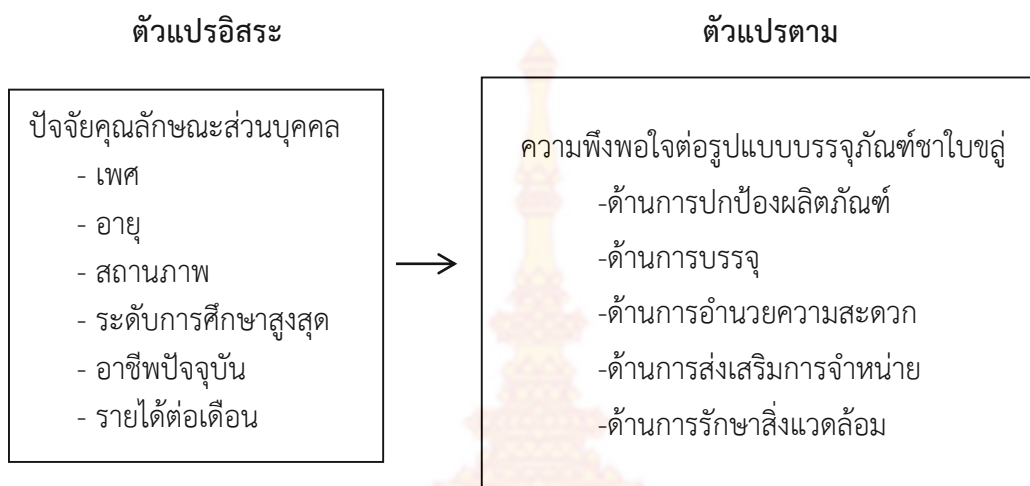 ตัวแปรอิสระ
ปัจจัยคุณลักษณะส่วนบุคคล
- เพศ
- อายุ
- สถานภาพ
- ระดับการศึกษาสูงสุด
- อาชีพปัจจุบัน
- รายได้ต่อเดือน
ตัวแปรตาม
ความพึงพอใจต่อรูปแบบบรรจุภัณฑ์ชาใบขลู่
-ด้านการปกป้องผลิตภัณฑ์
-ด้านการบรรจุ
-ด้านการอำนวยความสะดวก
-ด้านการส่งเสริมการจำหน่าย
-ด้านการรักษาสิ่งแวดล้อม